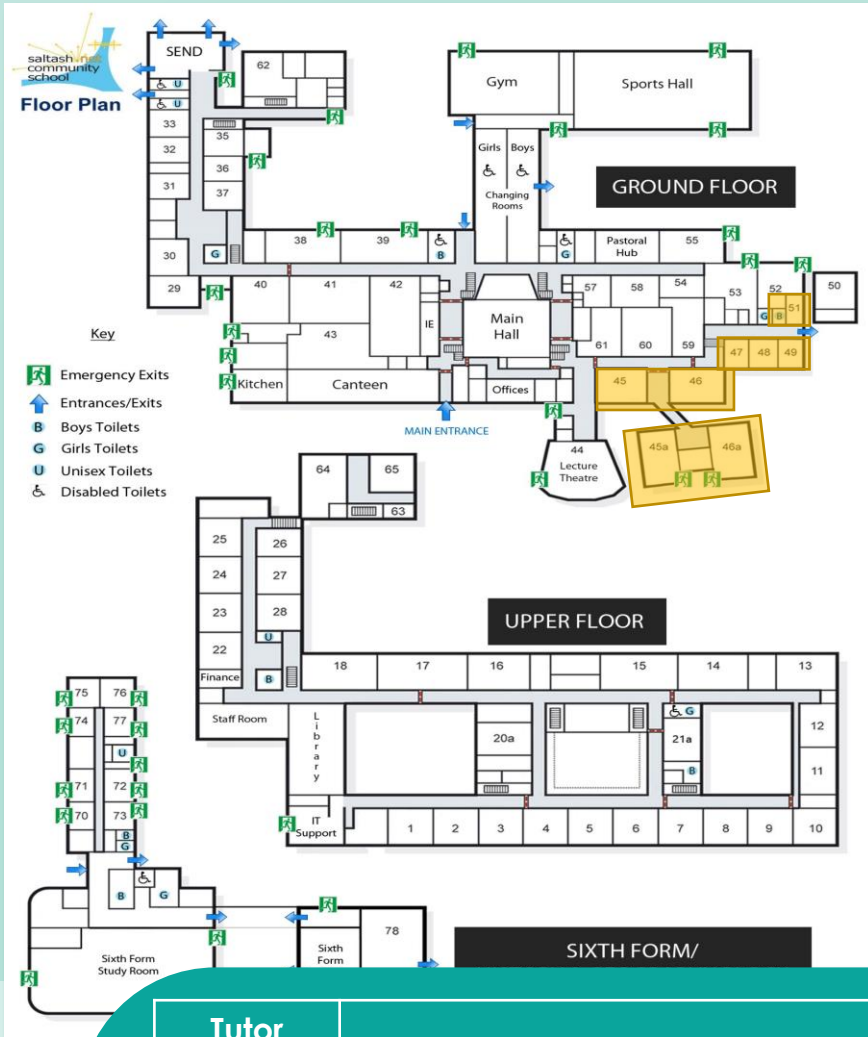 saltash.net
community
school
Floor Plan
SEND
U
U
62
33
35
32
36
31
37
30
G
29
38
39
B
40
41
42
43
IE
Kitchen
Canteen
Gym
Sports Hall
Girls
Boys
Changing
Rooms
GROUND FLOOR
G
Pastoral
Hub
55
Main
Hall
Offices
57
58
54
53
52
G
B
51
50
61
60
59
47
48
49
45
46
45a
46a
44
Lecture
Theatre
MAIN ENTRANCE
Key
Emergency Exits
Entrances/Exits
B
Boys Toilets
G
Girls Toilets
U
Unisex Toilets
Disabled Toilets
64
65
63
25
26
24
27
23
28
22
U
Finance
B
Staff Room
UPPER FLOOR
18
17
16
15
14
13
Library
20a
G
21a
B
12
11
IT
Support
1
2
3
4
5
6
7
8
9
10
75
76
74
77
U
71
72
70
73
B
G
B
G
Sixth Form
Study Room
Sixth
Form
78
SIXTH FORM/
Tutor